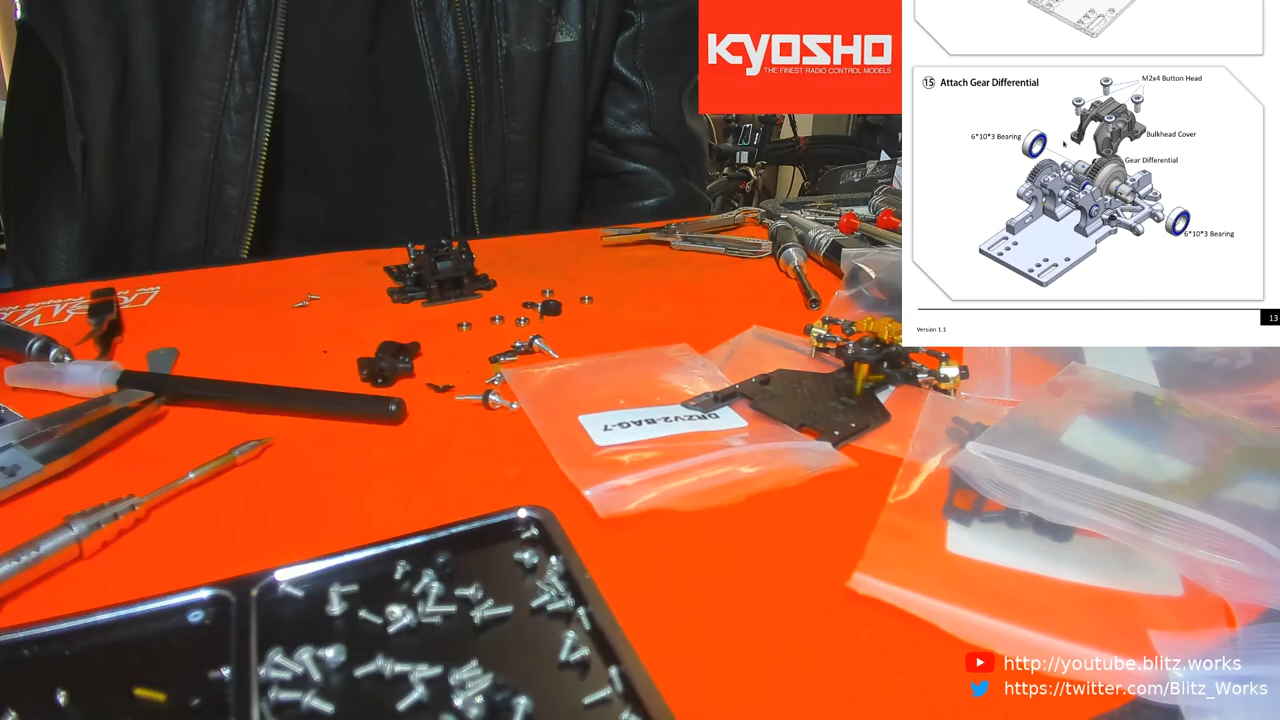 KYOSHO
THE FINEST RADIO CONTROL MODELS
15 Attach Gear Differential
M2x4 Button Head
6*10*3 Bearing
Bulkhead Cover
Gear Differential
6*10*3 Bearing
13
Version 1.1
DRZV2-BAG-7
http://youtube.blitz.works
https://twitter.com/Blitz_Works